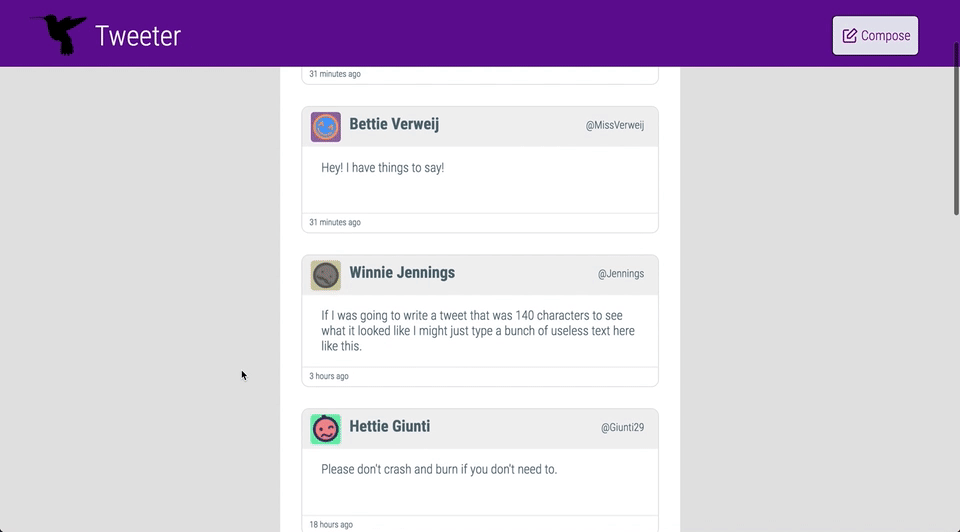 Tweeter
Compose
31 minutes ago
Bettie Verweij
@MissVerweij
Hey! I have things to say!
31 minutes ago
Winnie Jennings
@Jennings
If I was going to write a tweet that was 140 characters to see
what it looked like I might just type a bunch of useless text here
like this.
3 hours ago
Hettie Giunti
@Giunti29
Please don't crash and burn if you don't need to.
18 hours ago